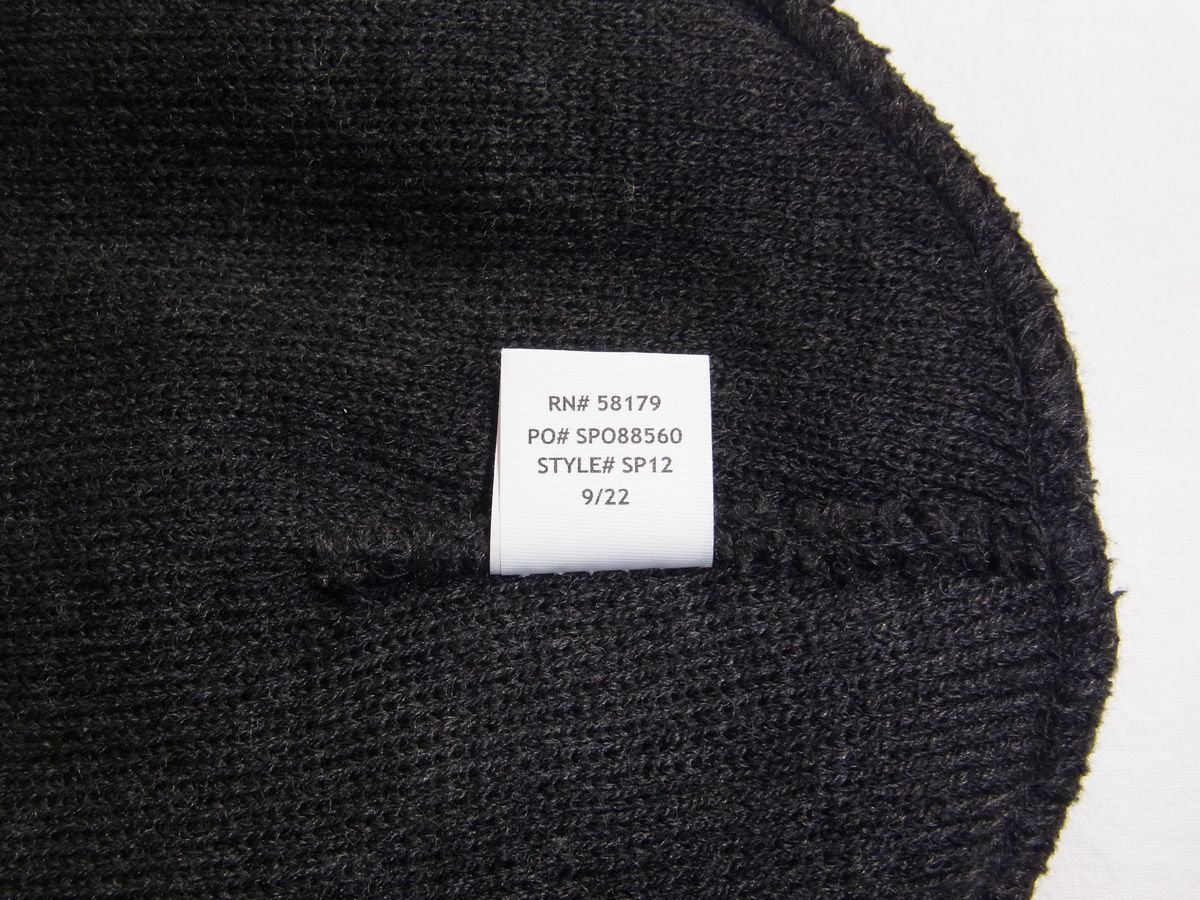 RN# 58179
PO# SPO88560
STYLE# SP12
9/22